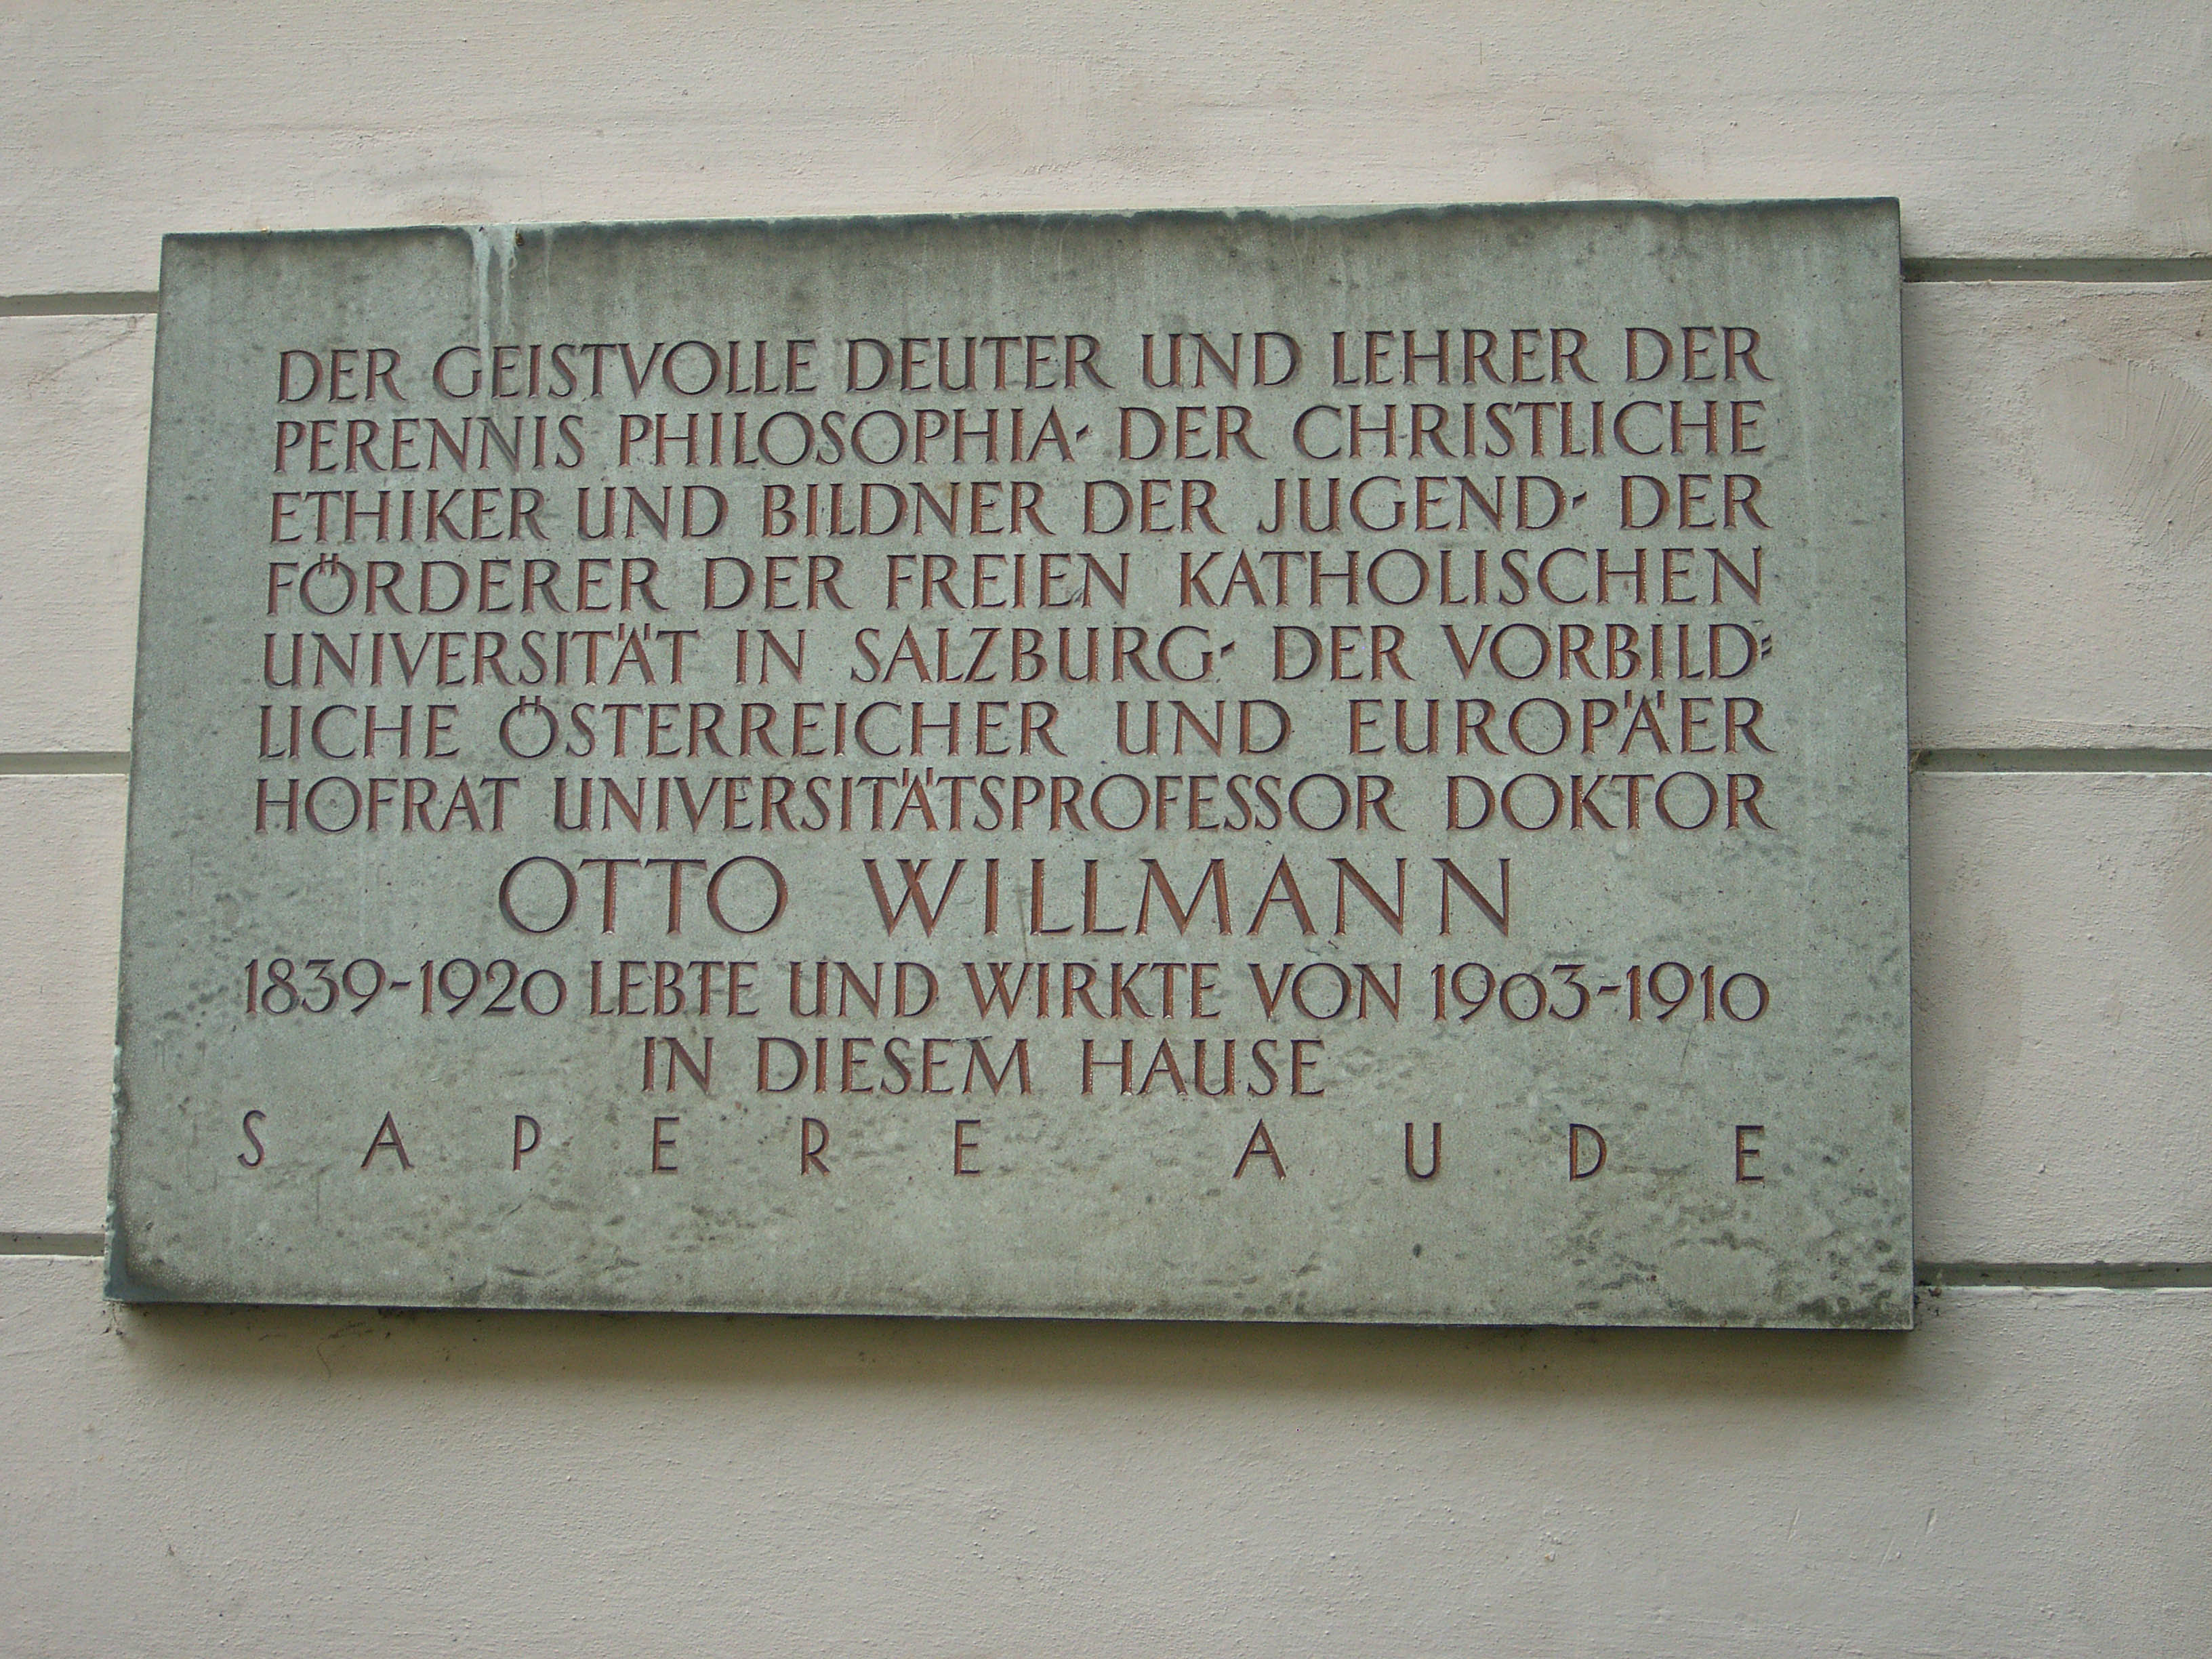 DER GEISTVOLLE DEUTER UND LEHRER DER
PERENNIS PHILOSOPHIA· DER CHRISTLICHE
ETHIKER UND BILDNER DER JUGEND· DER
FÖRDERER DER FREIEN KATHOLISCHEN
UNIVERSITÄT IN SALZBURG· DER VORBILD=
LICHE ÖSTERREICHER UND EUROPÄER
HOFRAT UNIVERSITÄTSPROFESSOR DOKTOR
OTTO WILLMANN
1839-1920 LEBTE UND WIRKTE VON 1903-1910
IN DIESEM HAUSE
SAPERE AUDE